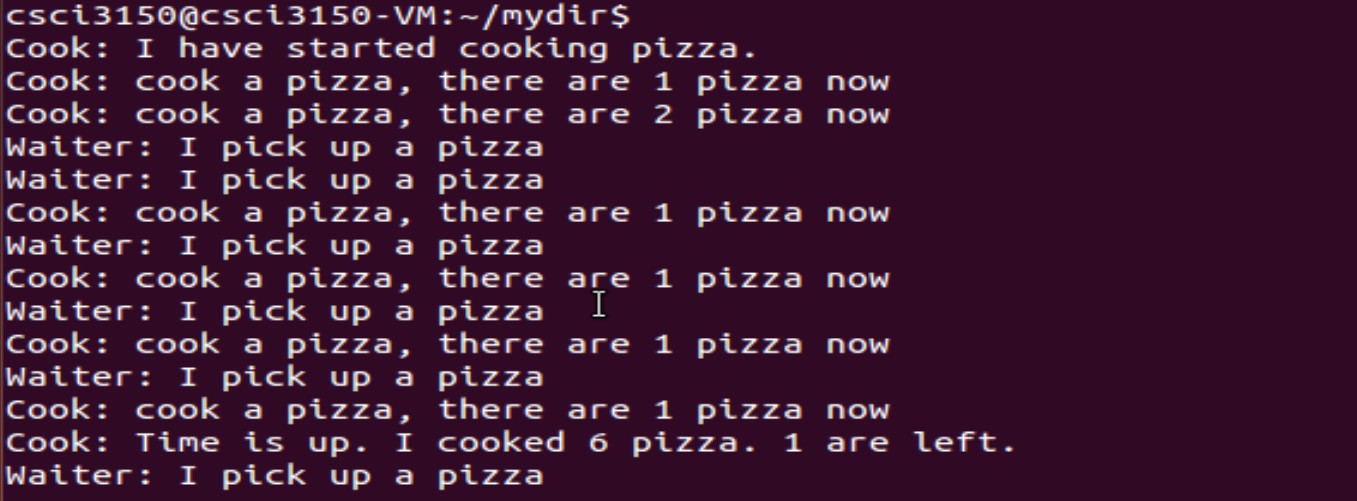 csci3150@csci3150-VM:~/mydir$
Cook: I have started cooking pizza.
Cook: cook a pizza, there are 1 pizza now
Cook: cook a pizza, there are 2 pizza now
Waiter: I pick up a pizza
Waiter: I pick up a pizza
Cook: cook a pizza, there are 1 pizza now
Waiter: I pick up a pizza
Cook: cook a pizza, there are 1 pizza now
Waiter: I pick up a pizza
Cook: cook a pizza, there are 1 pizza now
Waiter: I pick up a pizza
Cook: cook a pizza, there are 1 pizza now
Cook: Time is up. I cooked 6 pizza. 1 are left.
Waiter: I pick up a pizza